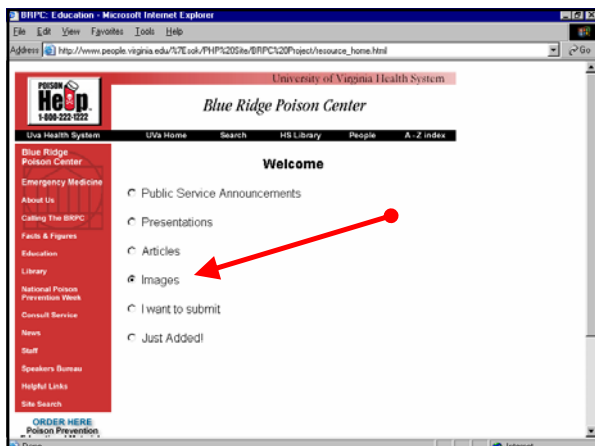 BRPC: Education - Microsoft Internet Explorer
File Edit View Favorites Tools Help
Address http://www.people.virginia.edu/%7Esok/PHP%20Site/BRPC%20Project/resource_home.html Go
University of Virginia Health System
POISON
Help
1-800-222-1222
Blue Ridge Poison Center
Uva Health System UVa Home Search HS Library People A - Z index
Blue Ridge
Poison Center
Emergency Medicine
About Us
Calling The BRPC
Facts & Figures
Education
Library
National Poison
Prevention Week
Consult Service
News
Staff
Speakers Bureau
Helpful Links
Site Search
ORDER HERE
Poison Prevention
Welcome
Public Service Announcements
Presentations
Articles
Images
I want to submit
Just Added!
Done Internet